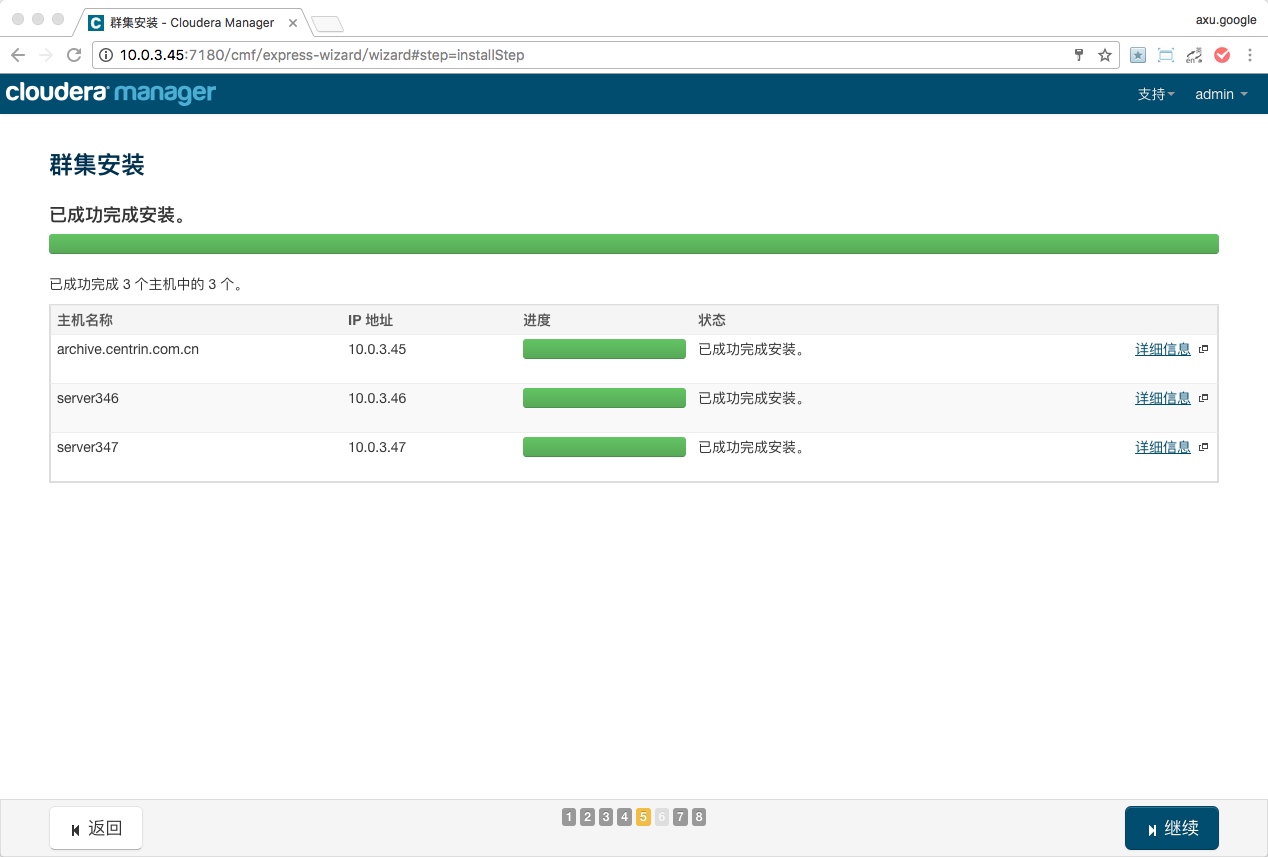 群集安装 - Cloudera Manager
axu.google
10.0.3.45:7180/cmf/express-wizard/wizard#step=installStep
cloudera manager
支持
admin
群集安装
已成功完成安装。
已成功完成 3 个主机中的 3 个。
主机名称 IP 地址 进度 状态
archive.centrin.com.cn 10.0.3.45 已成功完成安装。 详细信息
server346 10.0.3.46 已成功完成安装。 详细信息
server347 10.0.3.47 已成功完成安装。 详细信息
返回 1 2 3 4 5 6 7 8 继续